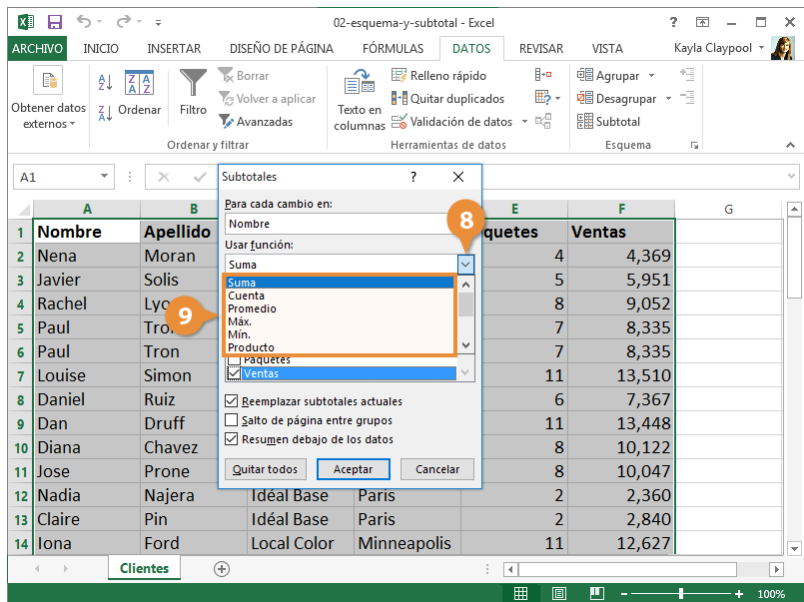 02-esquema-y-subtotal - Excel
ARCHIVO INICIO INSERTAR DISEÑO DE PÁGINA FÓRMULAS DATOS REVISAR VISTA Kayla Claypool
Obtener datos externos
Ordenar
Filtro
Borrar
Volver a aplicar
Avanzadas
Ordenar y filtrar
Texto en columnas
Relleno rápido
Quitar duplicados
Validación de datos
Herramientas de datos
Agrupar
Desagrupar
Subtotal
Esquema
A1
Subtotales ? X
Para cada cambio en:
Nombre
Usar función:
Suma
8
Suma
Cuenta
Promedio
Máx.
Mín.
Producto
9
Paquetes
Ventas
Reemplazar subtotales actuales
Salto de página entre grupos
Resumen debajo de los datos
Quitar todos Aceptar Cancelar
A B E F G
1 Nombre Apellido quetes Ventas
2 Nena Moran 4 4,369
3 Javier Solis 5 5,951
4 Rachel Lyo 8 9,052
5 Paul Tron 7 8,335
6 Paul Tron 7 8,335
7 Louise Simon 11 13,510
8 Daniel Ruiz 6 7,367
9 Dan Druff 11 13,448
10 Diana Chavez 8 10,122
11 Jose Prone 8 10,047
12 Nadia Najera Idéal Base Paris 2 2,360
13 Claire Pin Idéal Base Paris 2 2,840
14 Iona Ford Local Color Minneapolis 11 12,627
Clientes
100%